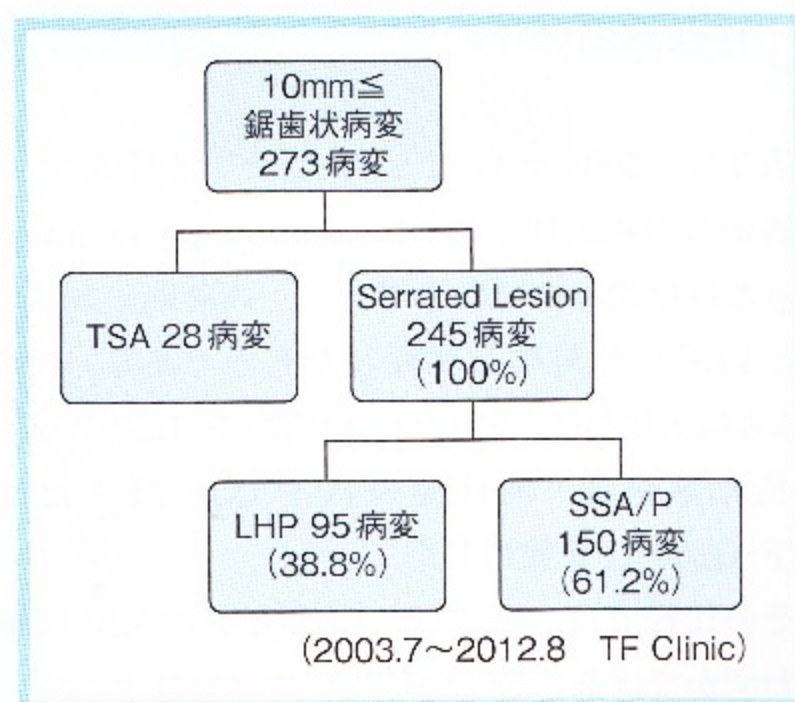 10mm≦
鋸歯状病変
273病変
TSA 28病変
Serrated Lesion
245病変
(100%)
LHP 95病変
(38.8%)
SSA/P
150病変
(61.2%)
(2003.7～2012.8　TF Clinic)